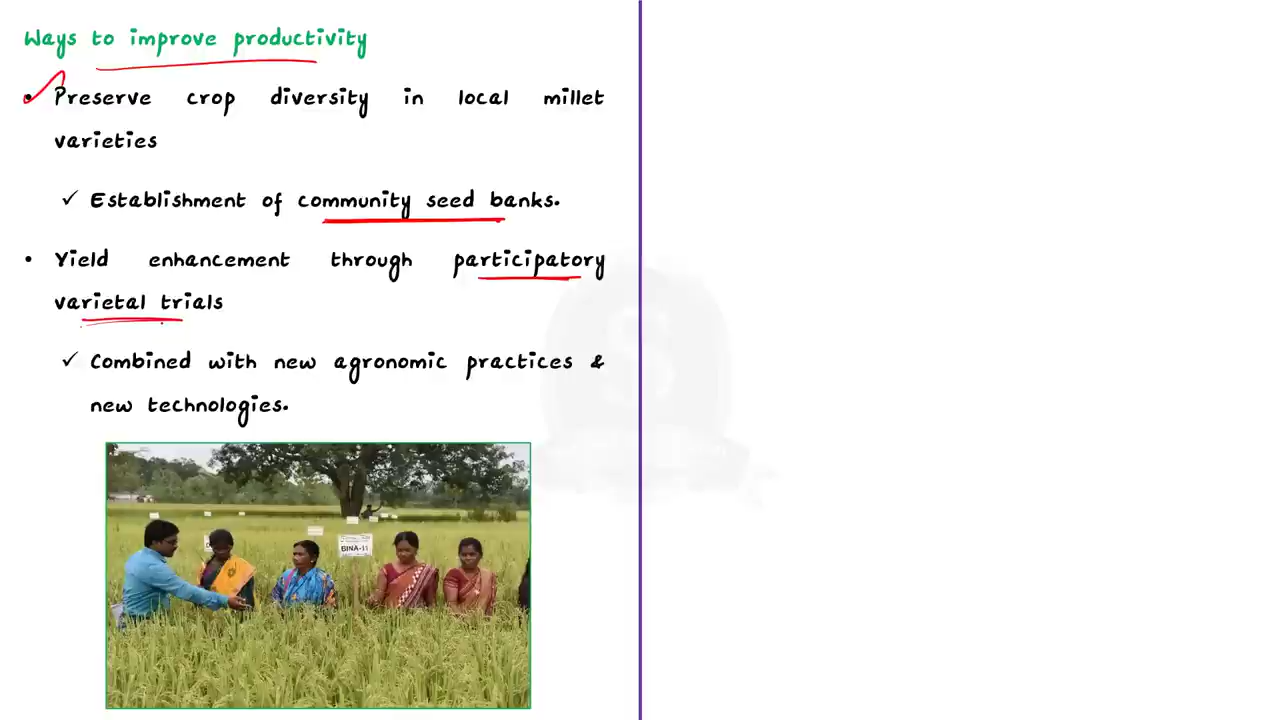 Ways to improve productivity
• Preserve crop diversity in local millet
varieties
✓ Establishment of community seed banks.
• Yield enhancement through participatory
varietal trials
✓ Combined with new agronomic practices &
new technologies.
BINA-11